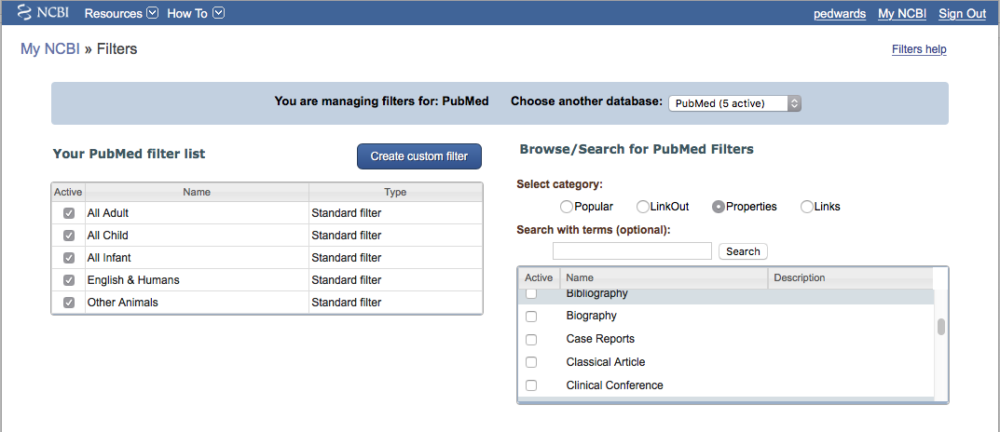 NCBI Resources How To pedwards My NCBI Sign Out
My NCBI » Filters Filters help
You are managing filters for: PubMed Choose another database: PubMed (5 active)
Your PubMed filter list Create custom filter
Active Name Type
All Adult Standard filter
All Child Standard filter
All Infant Standard filter
English & Humans Standard filter
Other Animals Standard filter
Browse/Search for PubMed Filters
Select category:
Popular LinkOut Properties Links
Search with terms (optional):
Search
Active Name Description
Bibliography
Biography
Case Reports
Classical Article
Clinical Conference